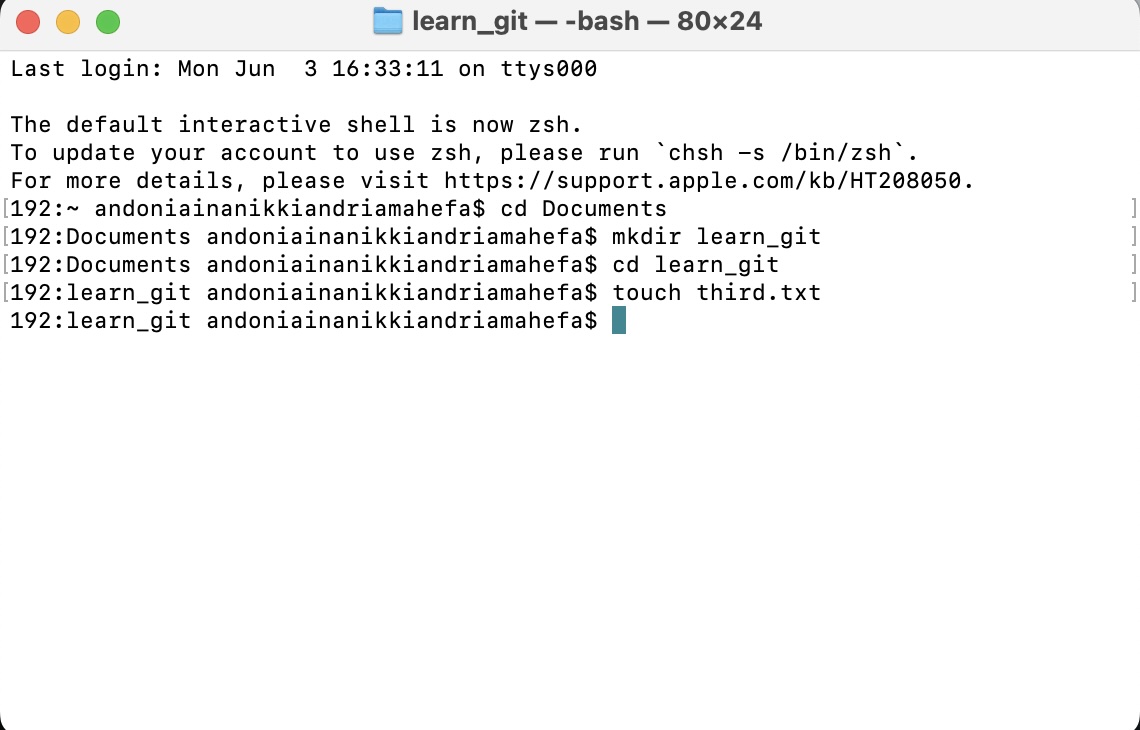 learn_git — -bash — 80×24
Last login: Mon Jun  3 16:33:11 on ttys000
The default interactive shell is now zsh.
To update your account to use zsh, please run `chsh -s /bin/zsh`.
For more details, please visit https://support.apple.com/kb/HT208050.
[192:~ andoniainanikkiandriamahefa$ cd Documents ]
[192:Documents andoniainanikkiandriamahefa$ mkdir learn_git ]
[192:Documents andoniainanikkiandriamahefa$ cd learn_git ]
[192:learn_git andoniainanikkiandriamahefa$ touch third.txt ]
192:learn_git andoniainanikkiandriamahefa$